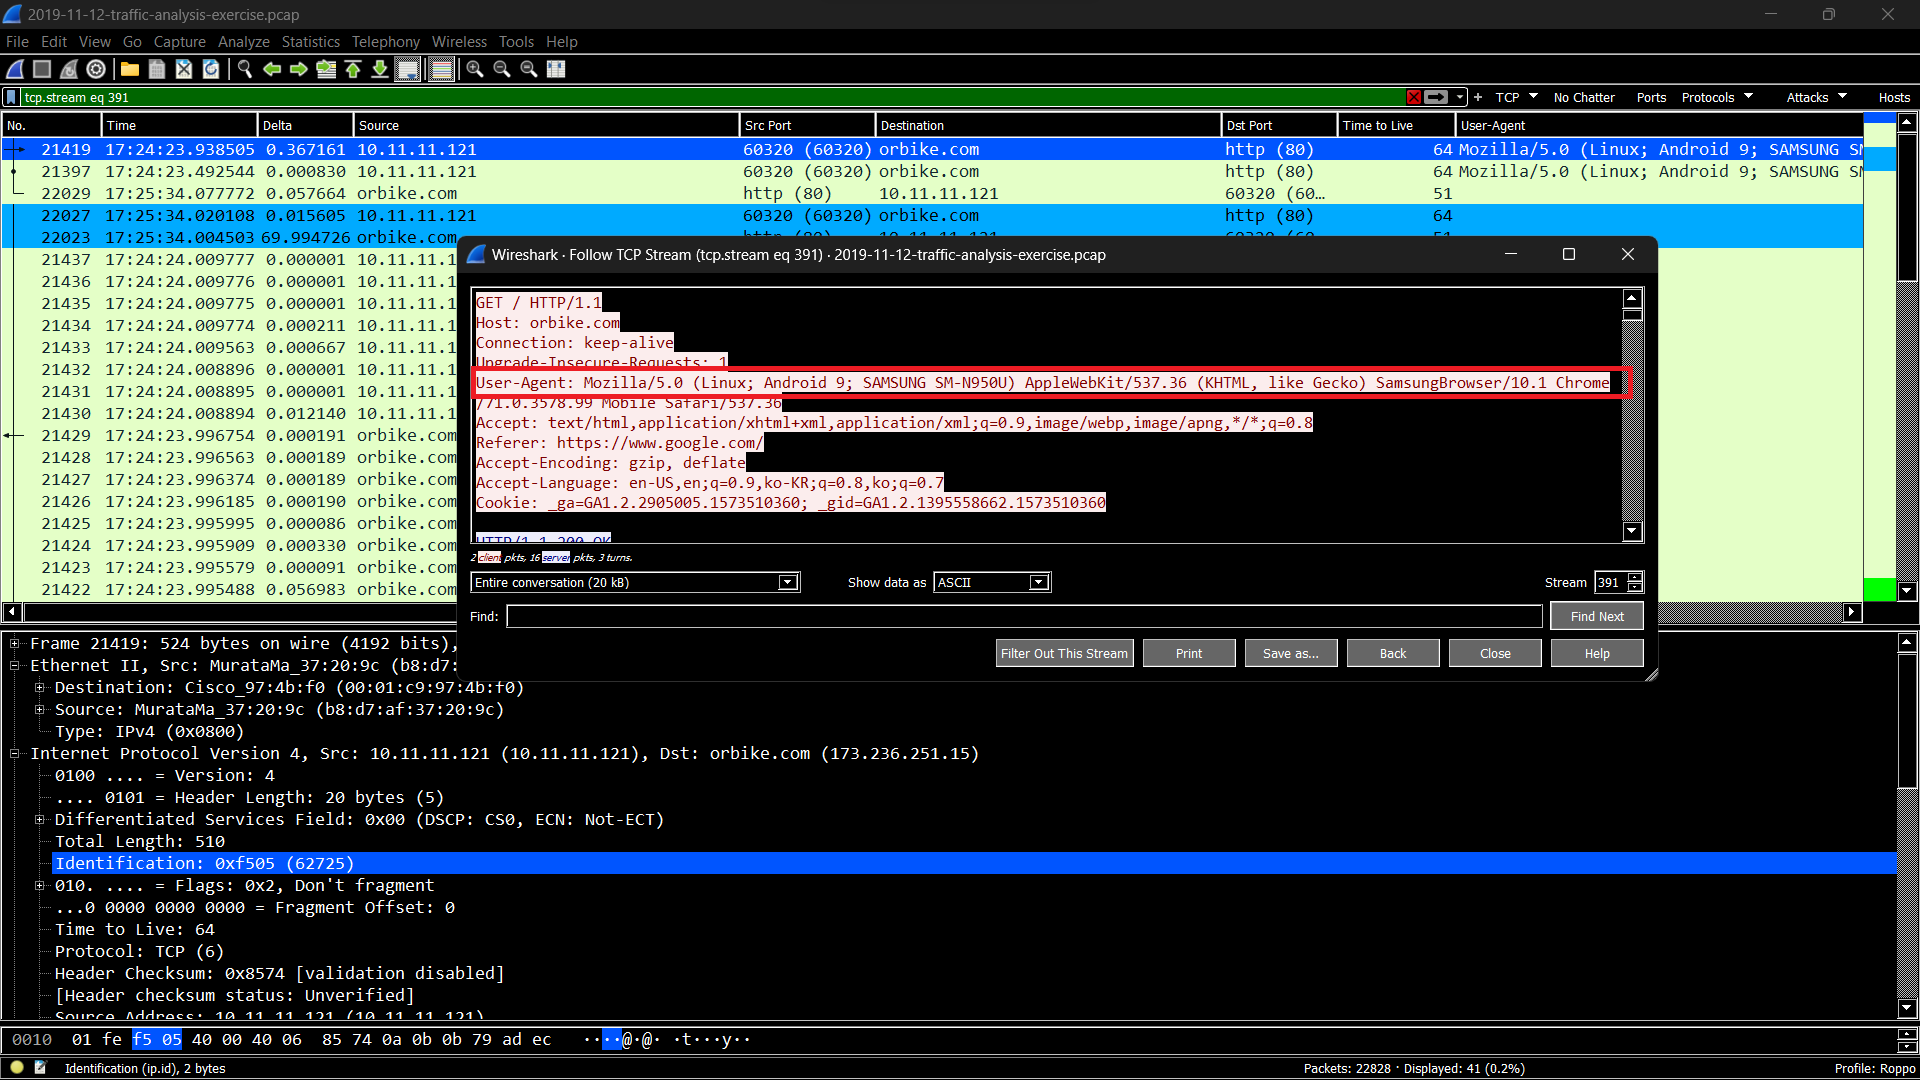 2019-11-12-traffic-analysis-exercise.pcap
File Edit View Go Capture Analyze Statistics Telephony Wireless Tools Help
tcp.stream eq 391
+ TCP No Chatter Ports Protocols Attacks Hosts
No. Time Delta Source Src Port Destination Dst Port Time to Live User-Agent
21419 17:24:23.938505 0.367161 10.11.11.121 60320 (60320) orbike.com http (80) 64 Mozilla/5.0 (Linux; Android 9; SAMSUNG SM
21397 17:24:23.492544 0.000830 10.11.11.121 60320 (60320) orbike.com http (80) 64 Mozilla/5.0 (Linux; Android 9; SAMSUNG SM
22029 17:25:34.077772 0.057664 orbike.com http (80) 10.11.11.121 60320 (60... 51
22027 17:25:34.020108 0.015605 10.11.11.121 60320 (60320) orbike.com http (80) 64
22023 17:25:34.004503 69.994726 orbike.com http (80) 10.11.11.121 60320 (60 51
21437 17:24:24.009777 0.000001 10.11.11.1
21436 17:24:24.009776 0.000001 10.11.11.1
21435 17:24:24.009775 0.000001 10.11.11.1
21434 17:24:24.009774 0.000211 10.11.11.1
21433 17:24:24.009563 0.000667 10.11.11.1
21432 17:24:24.008896 0.000001 10.11.11.1
21431 17:24:24.008895 0.000001 10.11.11.1
21430 17:24:24.008894 0.012140 10.11.11.1
21429 17:24:23.996754 0.000191 orbike.com
21428 17:24:23.996563 0.000189 orbike.com
21427 17:24:23.996374 0.000189 orbike.com
21426 17:24:23.996185 0.000190 orbike.com
21425 17:24:23.995995 0.000086 orbike.com
21424 17:24:23.995909 0.000330 orbike.com
21423 17:24:23.995579 0.000091 orbike.com
21422 17:24:23.995488 0.056983 orbike.com
Wireshark · Follow TCP Stream (tcp.stream eq 391) · 2019-11-12-traffic-analysis-exercise.pcap
GET / HTTP/1.1
Host: orbike.com
Connection: keep-alive
Upgrade-Insecure-Requests: 1
User-Agent: Mozilla/5.0 (Linux; Android 9; SAMSUNG SM-N950U) AppleWebKit/537.36 (KHTML, like Gecko) SamsungBrowser/10.1 Chrome
/71.0.3578.99 Mobile Safari/537.36
Accept: text/html,application/xhtml+xml,application/xml;q=0.9,image/webp,image/apng,*/*;q=0.8
Referer: https://www.google.com/
Accept-Encoding: gzip, deflate
Accept-Language: en-US,en;q=0.9,ko-KR;q=0.8,ko;q=0.7
Cookie: _ga=GA1.2.2905005.1573510360; _gid=GA1.2.1395558662.1573510360
HTTP/1.1 200 OK
2 client pkts, 16 server pkts, 3 turns.
Entire conversation (20 kB) Show data as ASCII Stream 391
Find: Find Next
Filter Out This Stream Print Save as... Back Close Help
Frame 21419: 524 bytes on wire (4192 bits),
Ethernet II, Src: MurataMa_37:20:9c (b8:d7:
Destination: Cisco_97:4b:f0 (00:01:c9:97:4b:f0)
Source: MurataMa_37:20:9c (b8:d7:af:37:20:9c)
Type: IPv4 (0x0800)
Internet Protocol Version 4, Src: 10.11.11.121 (10.11.11.121), Dst: orbike.com (173.236.251.15)
0100 .... = Version: 4
.... 0101 = Header Length: 20 bytes (5)
Differentiated Services Field: 0x00 (DSCP: CS0, ECN: Not-ECT)
Total Length: 510
Identification: 0xf505 (62725)
010. .... = Flags: 0x2, Don't fragment
...0 0000 0000 0000 = Fragment Offset: 0
Time to Live: 64
Protocol: TCP (6)
Header Checksum: 0x8574 [validation disabled]
[Header checksum status: Unverified]
Source Address: 10.11.11.121 (10.11.11.121)
0010 01 fe f5 05 40 00 40 06 85 74 0a 0b 0b 79 ad ec ····@·@· ·t···y··
Identification (ip.id), 2 bytes Packets: 22828 · Displayed: 41 (0.2%) Profile: Roppo